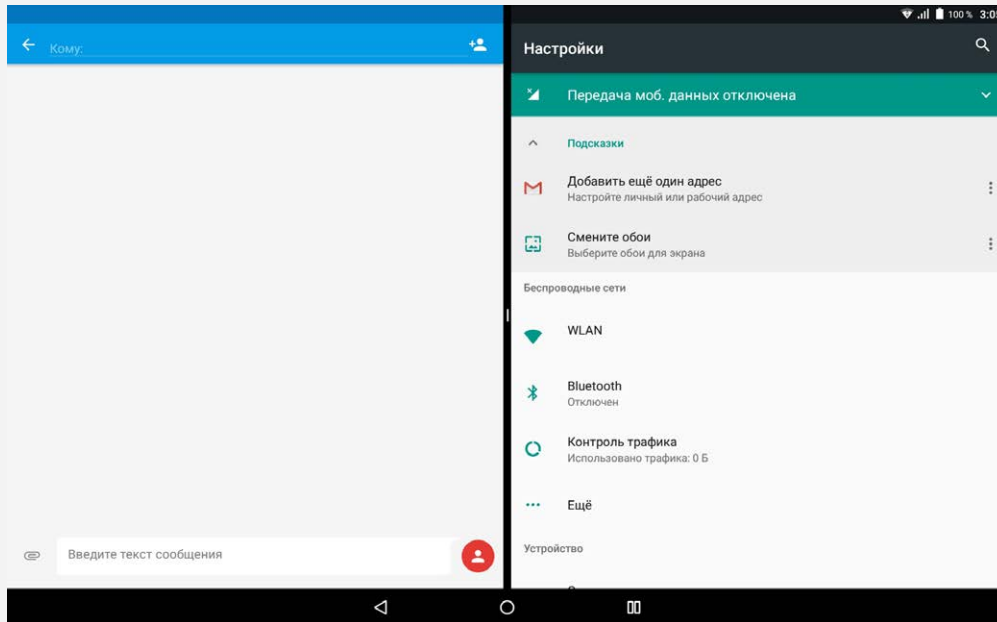 Кому:
Введите текст сообщения
100 %
Настройки
Передача моб. данных отключена
Подсказки
Добавить ещё один адрес
Настройте личный или рабочий адрес
Смените обои
Выберите обои для экрана
Беспроводные сети
WLAN
Bluetooth
Отключен
Контроль трафика
Использовано трафика: 0 Б
Ещё
Устройство